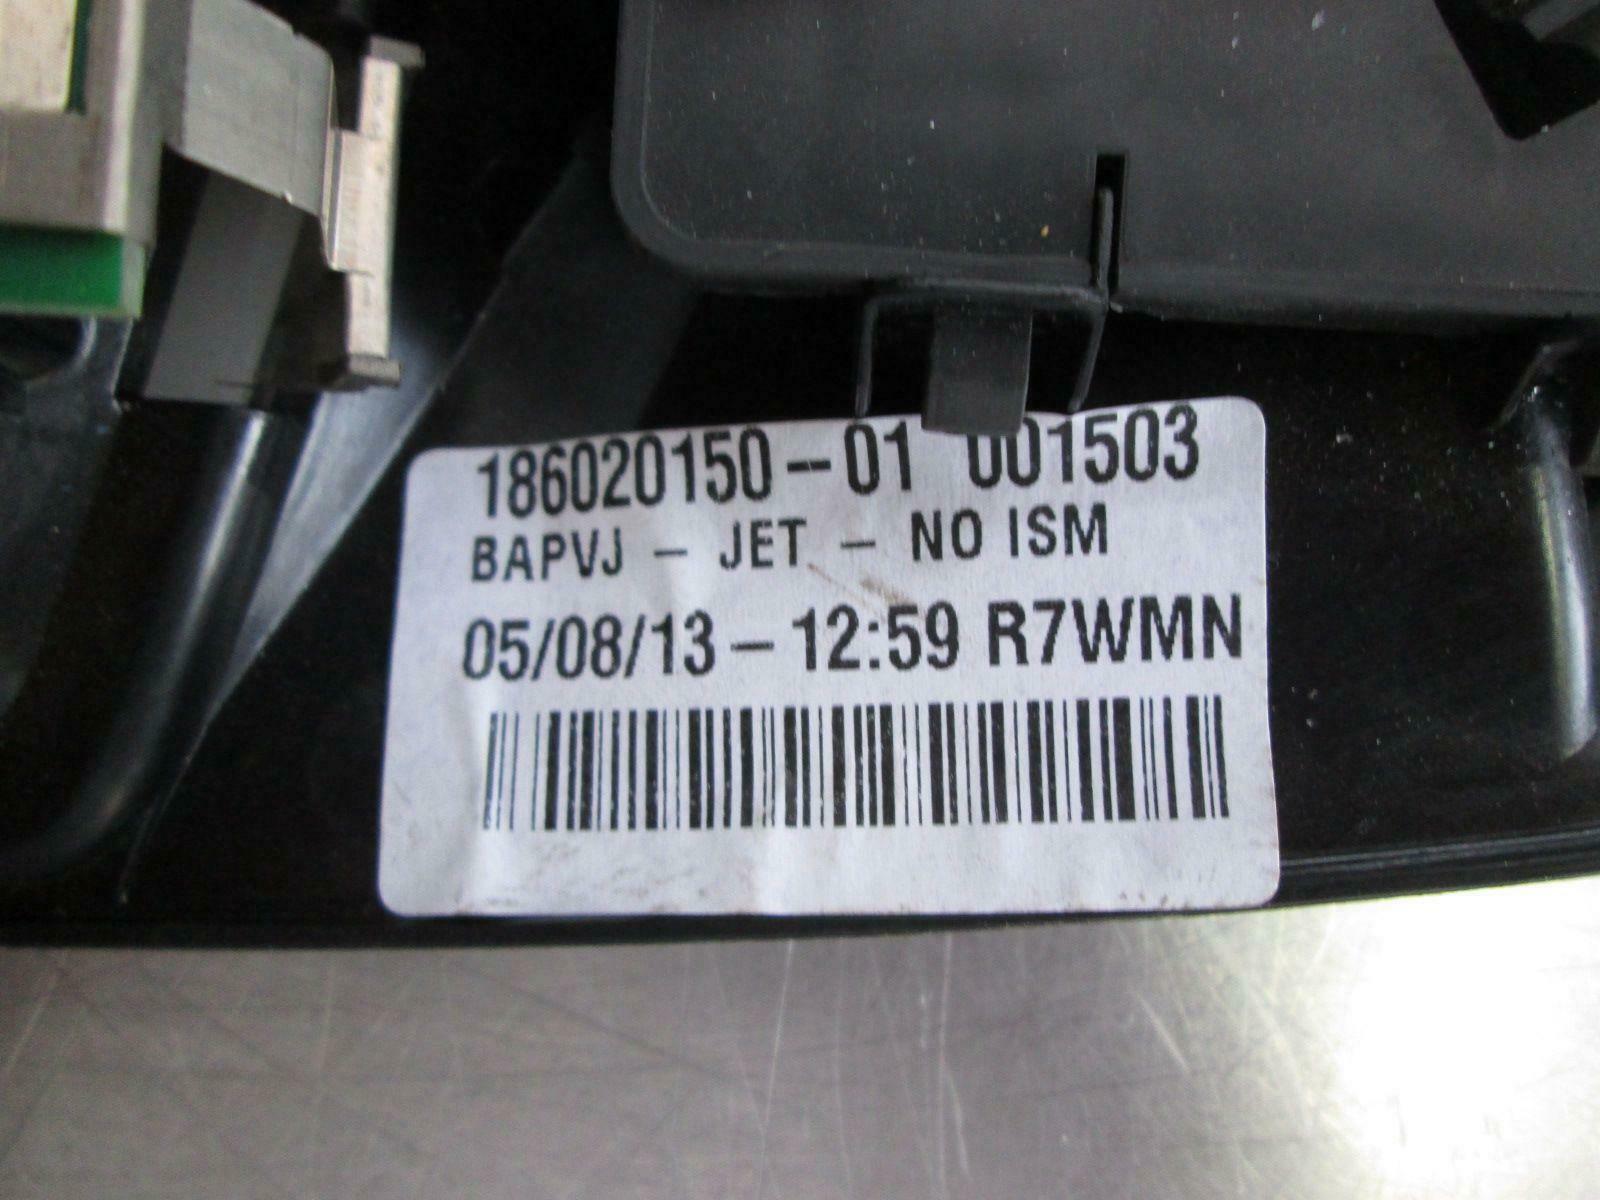 186020150-01 001503
BAPVJ - JET - NO ISM
05/08/13-12:59 R7WMN